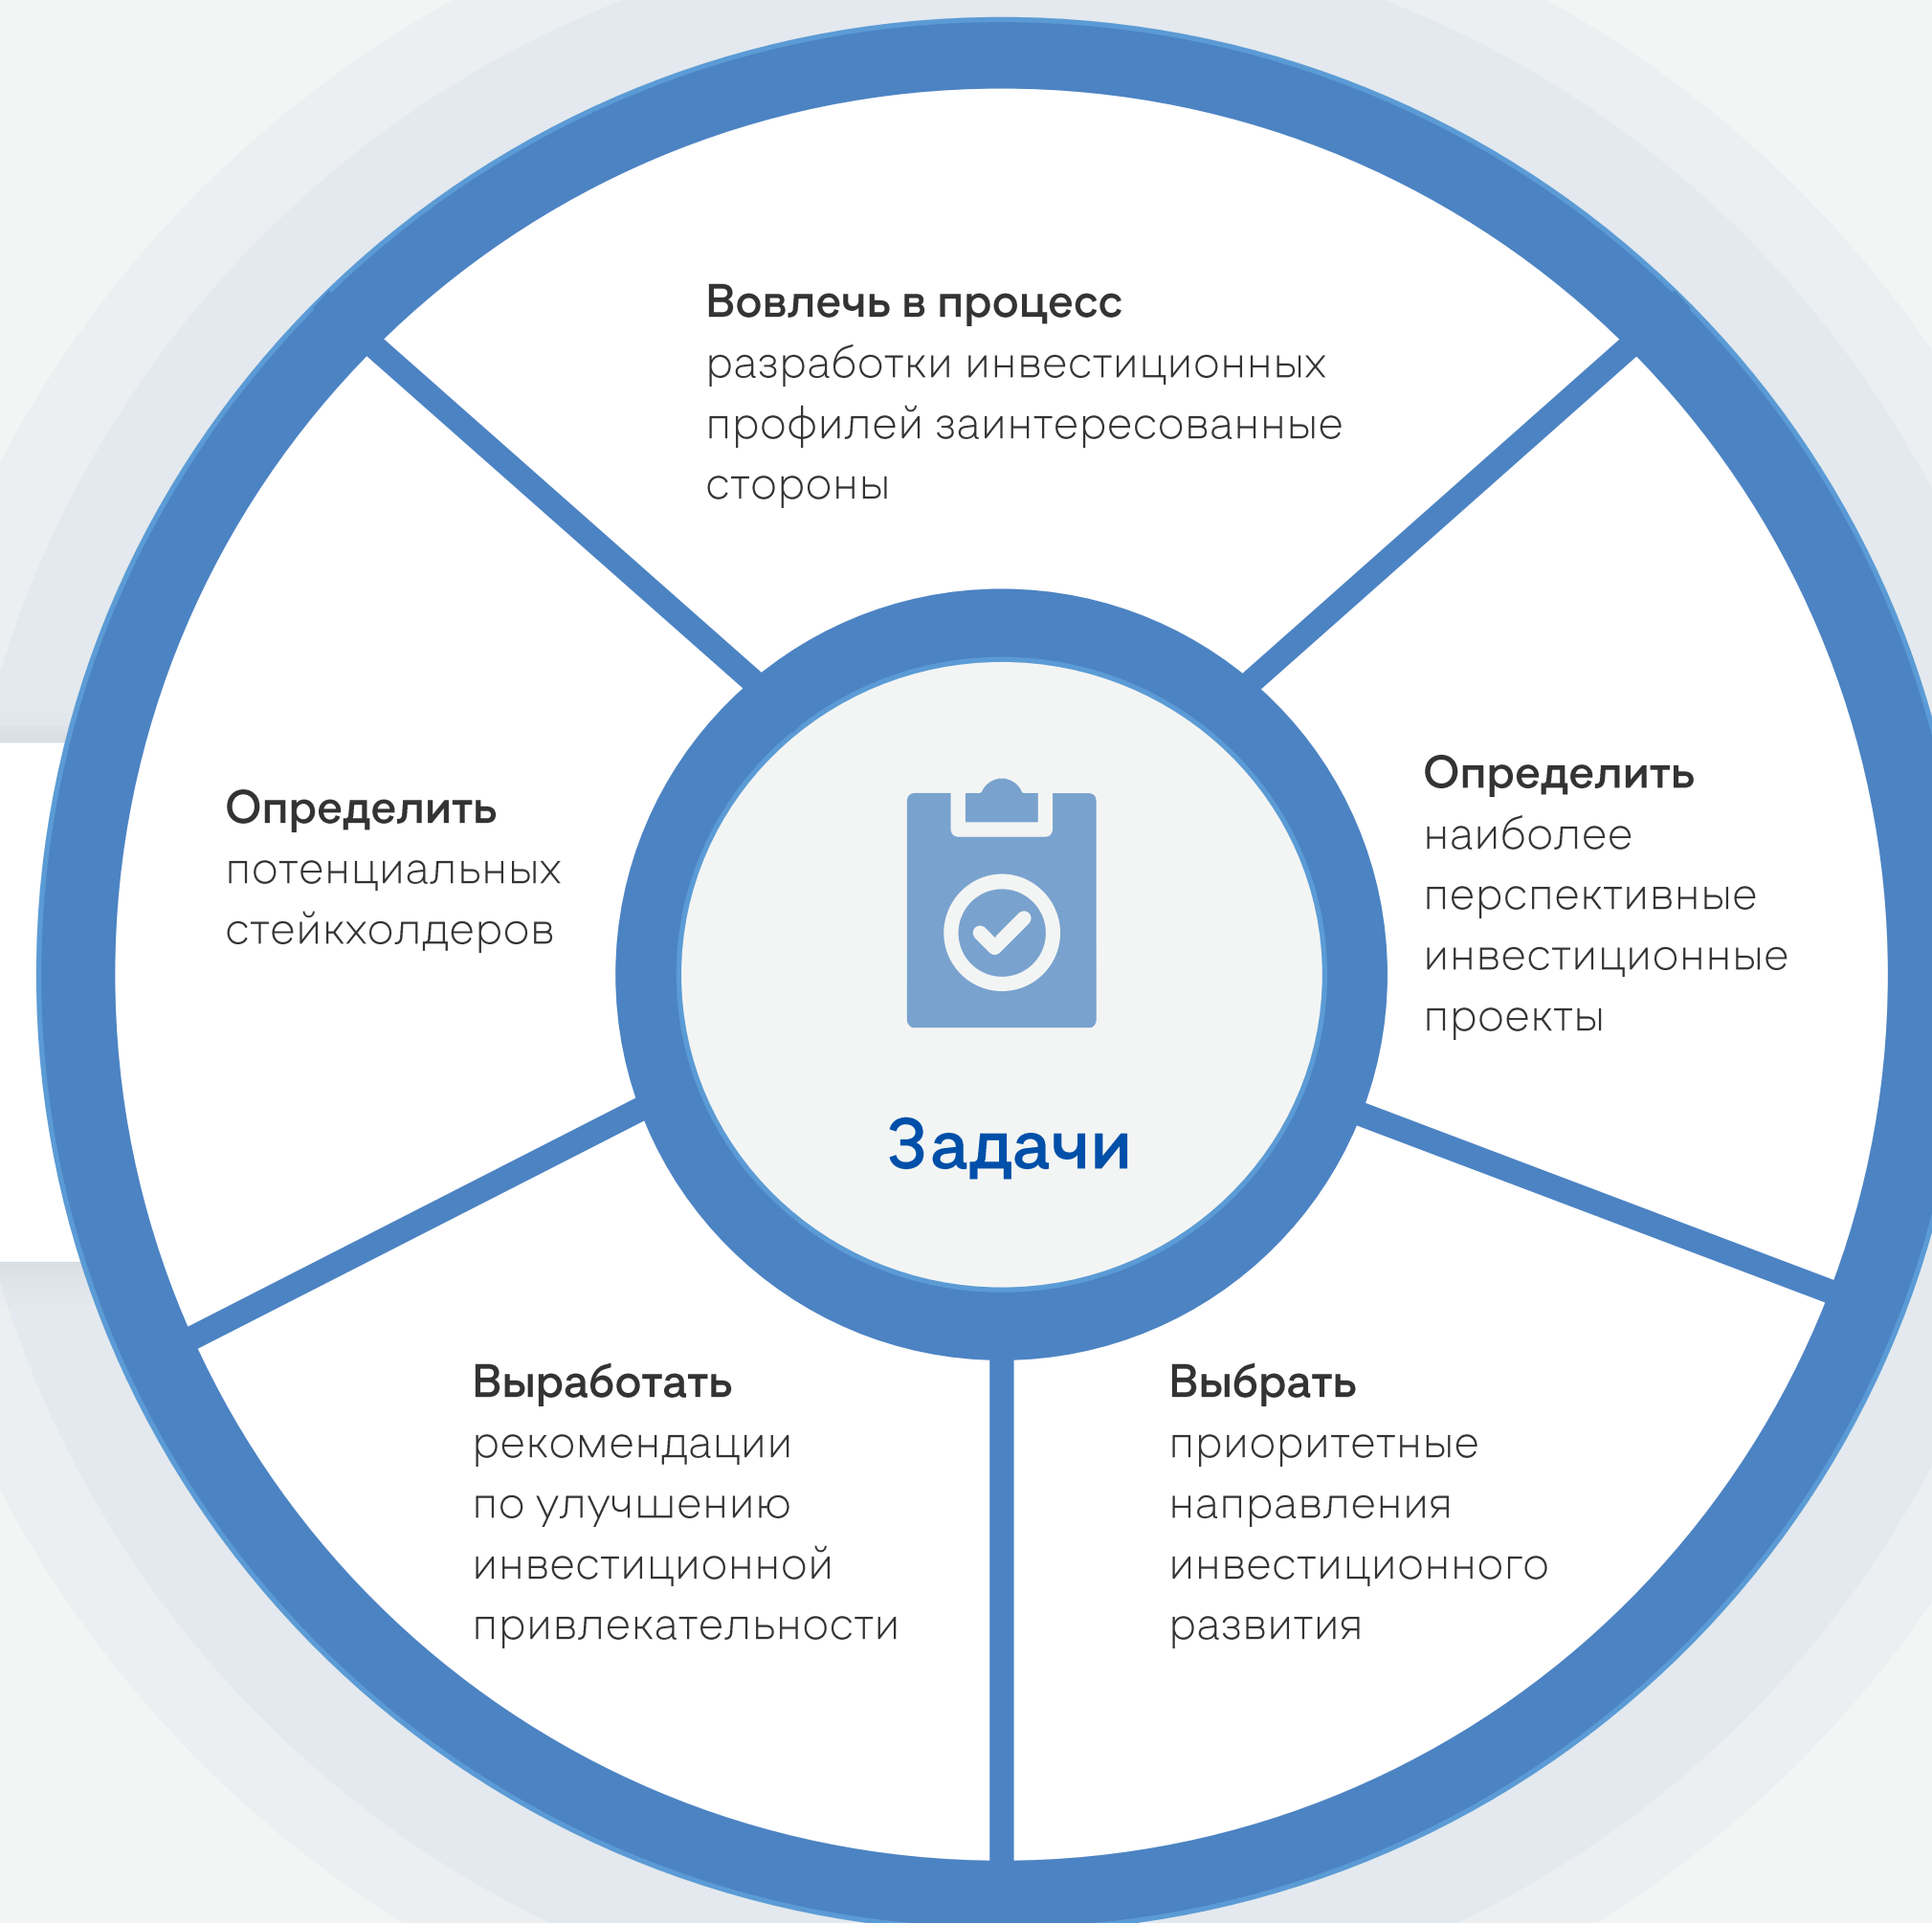 Вовлечь в процесс
разработки инвестиционных
профилей заинтересованные
стороны
Определить
потенциальных
стейкхолдеров
Определить
наиболее
перспективные
инвестиционные
проекты
Задачи
Выработать
рекомендации
по улучшению
инвестиционной
привлекательности
Выбрать
приоритетные
направления
инвестиционного
развития